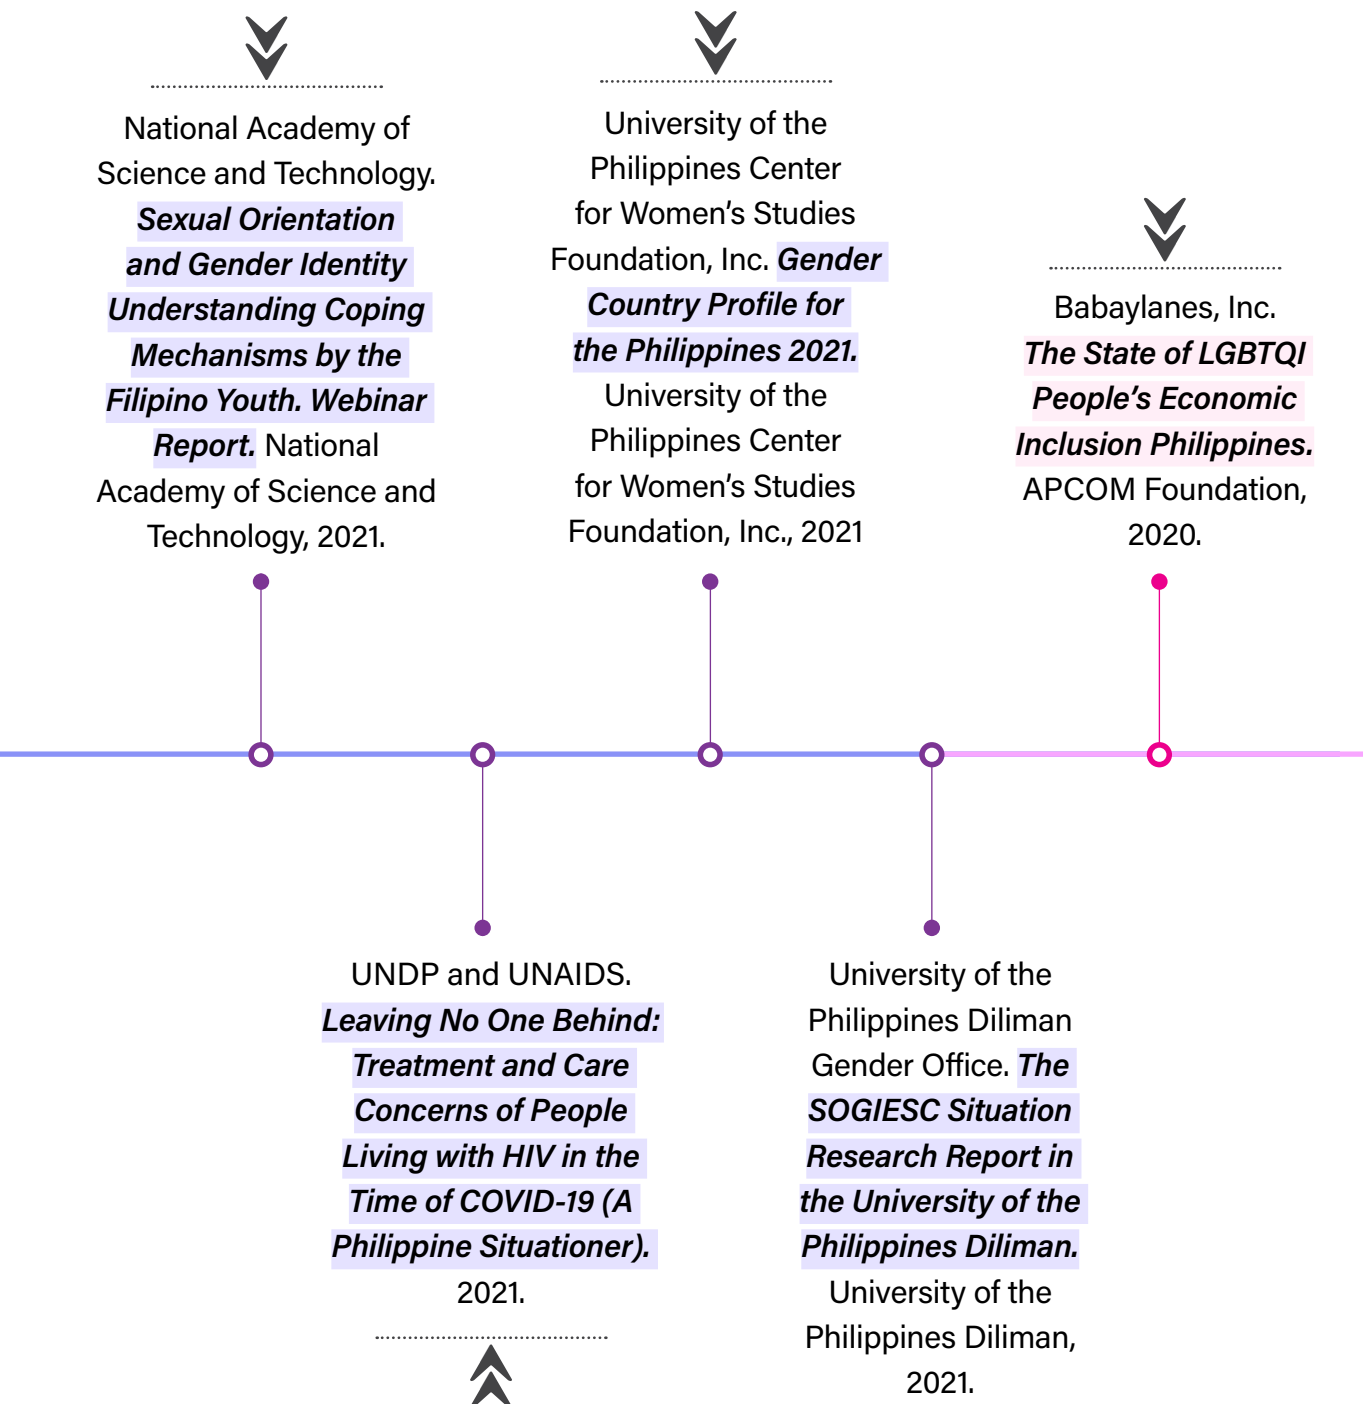 National Academy of
Science and Technology.
Sexual Orientation
and Gender Identity
Understanding Coping
Mechanisms by the
Filipino Youth. Webinar
Report. National
Academy of Science and
Technology, 2021.
University of the
Philippines Center
for Women's Studies
Foundation, Inc. Gender
Country Profile for
the Philippines 2021.
University of the
Philippines Center
for Women's Studies
Foundation, Inc., 2021
Babaylanes, Inc.
The State of LGBTQI
People's Economic
Inclusion Philippines.
APCOM Foundation,
2020.
UNDP and UNAIDS.
Leaving No One Behind:
Treatment and Care
Concerns of People
Living with HIV in the
Time of COVID-19 (A
Philippine Situationer).
2021.
University of the
Philippines Diliman
Gender Office. The
SOGIESC Situation
Research Report in
the University of the
Philippines Diliman.
University of the
Philippines Diliman,
2021.